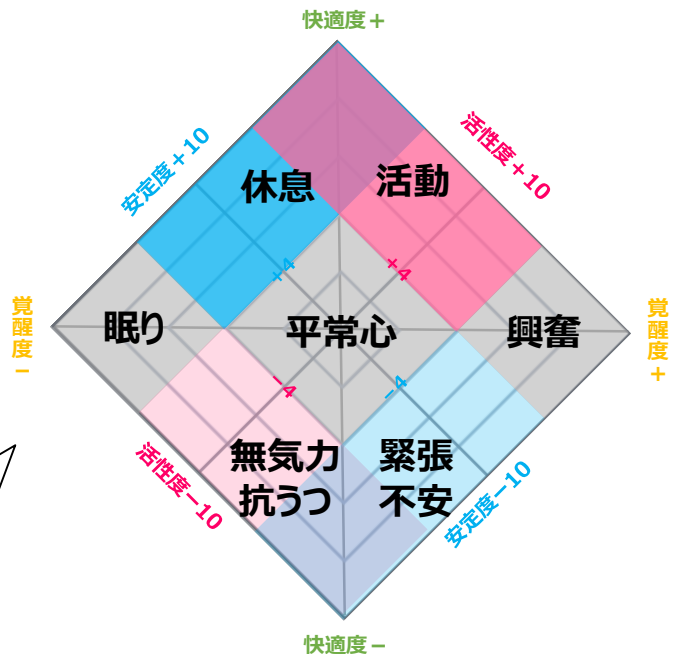 快適度+
安定度+10
活性度+10
休息
活動
+4
+4
覚醒度-
眠り
平常心
興奮
覚醒度+
-4
-4
無気力
抗うつ
緊張
不安
活性度-10
安定度-10
快適度-